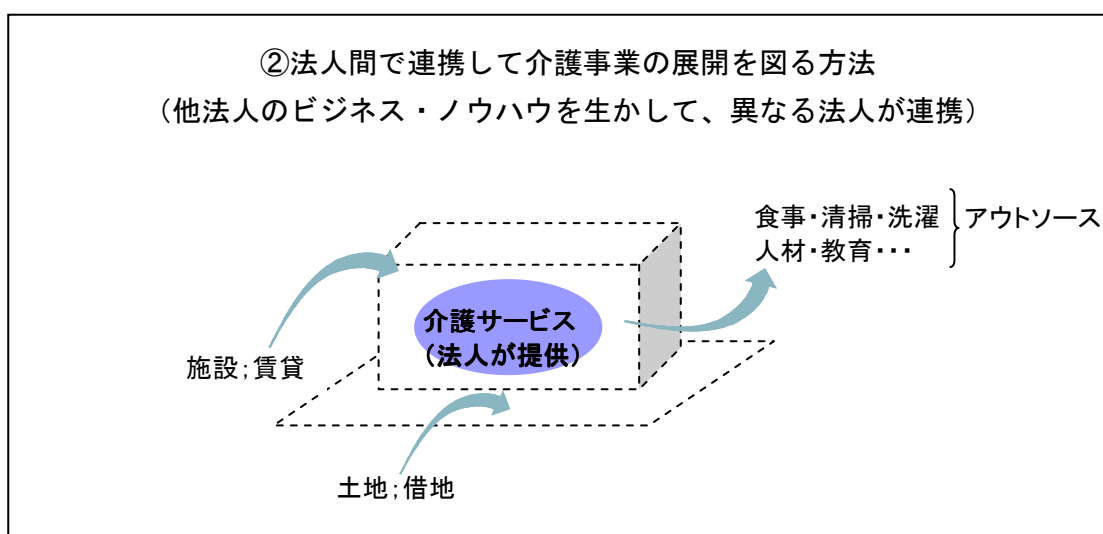 ②法人間で連携して介護事業の展開を図る方法
（他法人のビジネス・ノウハウを生かして、異なる法人が連携）
食事・清掃・洗濯
人材・教育・・・
アウトソース
介護サービス
（法人が提供）
施設；賃貸
土地；借地